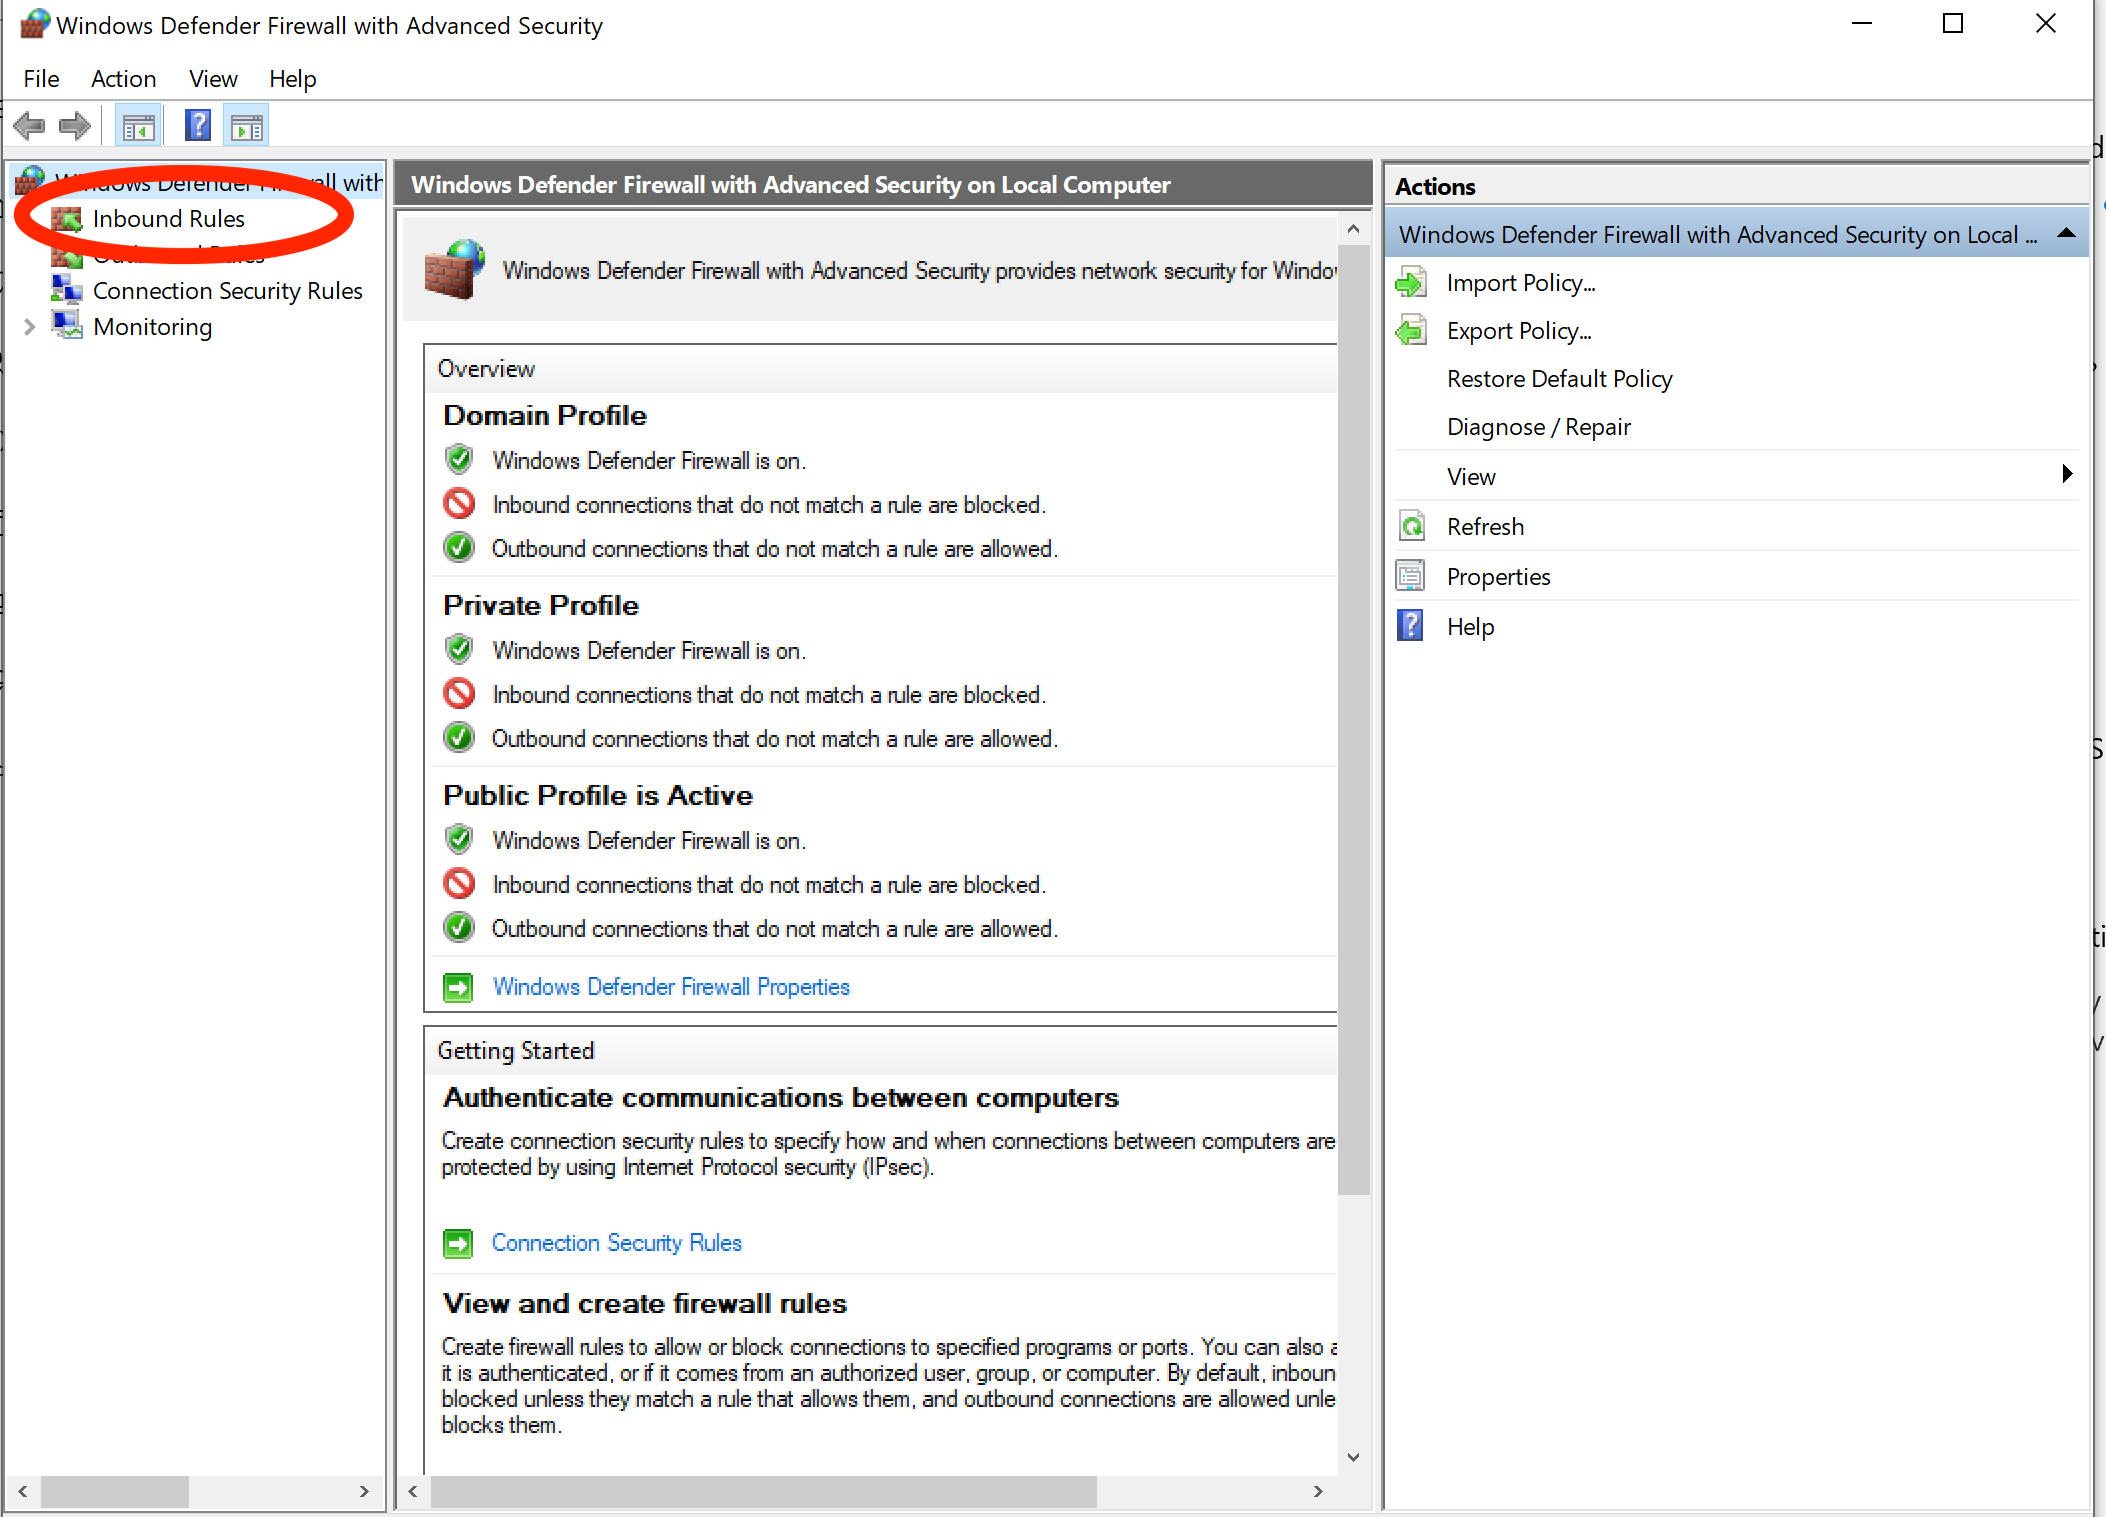 Windows Defender Firewall with Advanced Security
File Action View Help
Windows Defender Firewall with
Inbound Rules
Outbound Rules
Connection Security Rules
Monitoring
Windows Defender Firewall with Advanced Security on Local Computer
Windows Defender Firewall with Advanced Security provides network security for Windo
Overview
Domain Profile
Windows Defender Firewall is on.
Inbound connections that do not match a rule are blocked.
Outbound connections that do not match a rule are allowed.
Private Profile
Windows Defender Firewall is on.
Inbound connections that do not match a rule are blocked.
Outbound connections that do not match a rule are allowed.
Public Profile is Active
Windows Defender Firewall is on.
Inbound connections that do not match a rule are blocked.
Outbound connections that do not match a rule are allowed.
Windows Defender Firewall Properties
Getting Started
Authenticate communications between computers
Create connection security rules to specify how and when connections between computers are
protected by using Internet Protocol security (IPsec).
Connection Security Rules
View and create firewall rules
Create firewall rules to allow or block connections to specified programs or ports. You can also a
it is authenticated, or if it comes from an authorized user, group, or computer. By default, inboun
blocked unless they match a rule that allows them, and outbound connections are allowed unle
blocks them.
Actions
Windows Defender Firewall with Advanced Security on Local ...
Import Policy...
Export Policy...
Restore Default Policy
Diagnose / Repair
View
Refresh
Properties
Help